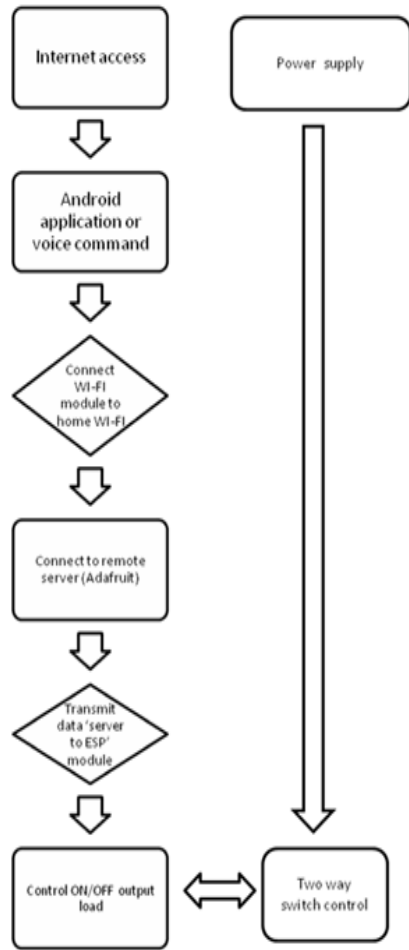 Internet access
Power supply
Android
application or
voice command
Connect
WI-FI
module to
home WI-FI
Connect to remote
server (Adafruit)
Transmit
data ‘server
to ESP’
module
Control ON/OFF output
load
Two way
switch control